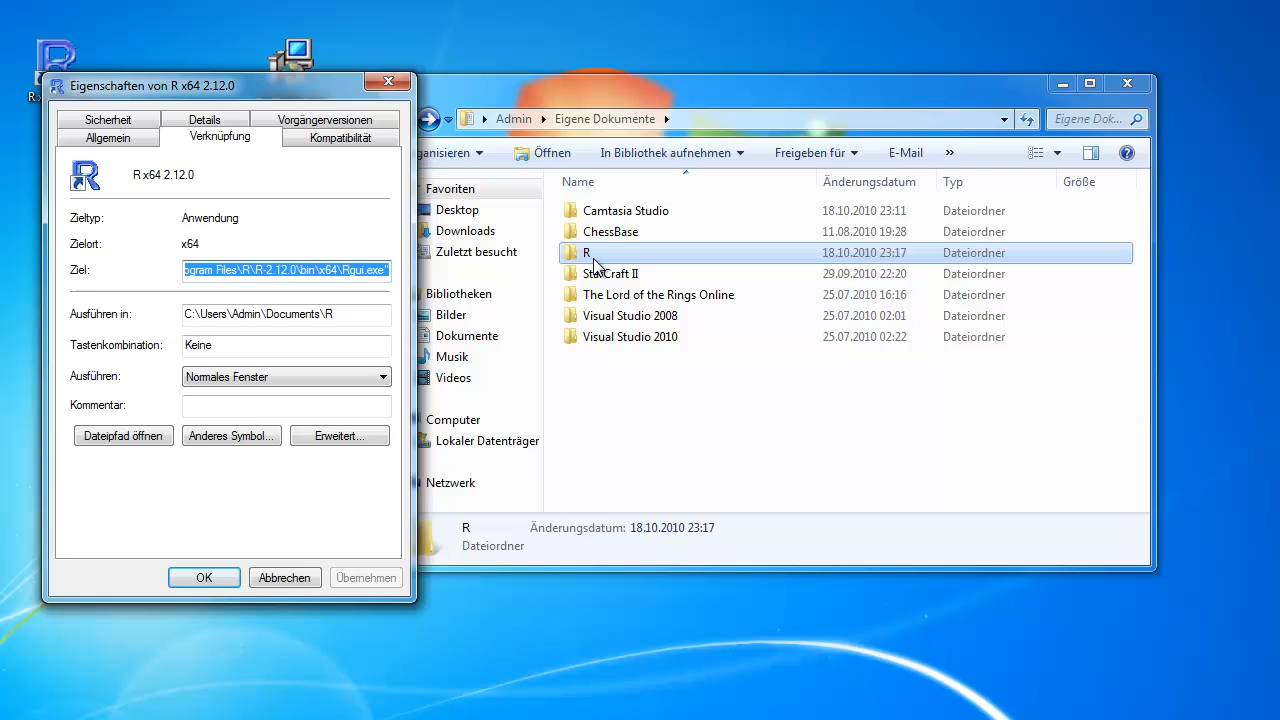 R
Eigenschaften von R x64 2.12.0
Sicherheit
Details
Vorgängerversionen
Allgemein
Verknüpfung
Kompatibilität
R x64 2.12.0
Zieltyp:
Anwendung
Zielort:
x64
Ziel:
ogram Files\R\R-2.12.0\bin\x64\Rgui.exe"
Ausführen in:
C:\Users\Admin\Documents\R
Tastenkombination:
Keine
Ausführen:
Normales Fenster
Kommentar:
Dateipfad öffnen
Anderes Symbol...
Erweitert...
OK
Abbrechen
Übernehmen
Admin
Eigene Dokumente
Eigene Dok...
ganisieren
Öffnen
In Bibliothek aufnehmen
Freigeben für
E-Mail
»
Favoriten
Desktop
Downloads
Zuletzt besucht
Bibliotheken
Bilder
Dokumente
Musik
Videos
Computer
Lokaler Datenträger
Netzwerk
Name
Änderungsdatum
Typ
Größe
Camtasia Studio 18.10.2010 23:11 Dateiordner
ChessBase 11.08.2010 19:28 Dateiordner
R 18.10.2010 23:17 Dateiordner
StarCraft II 29.09.2010 22:20 Dateiordner
The Lord of the Rings Online 25.07.2010 16:16 Dateiordner
Visual Studio 2008 25.07.2010 02:01 Dateiordner
Visual Studio 2010 25.07.2010 02:22 Dateiordner
R
Änderungsdatum: 18.10.2010 23:17
Dateiordner